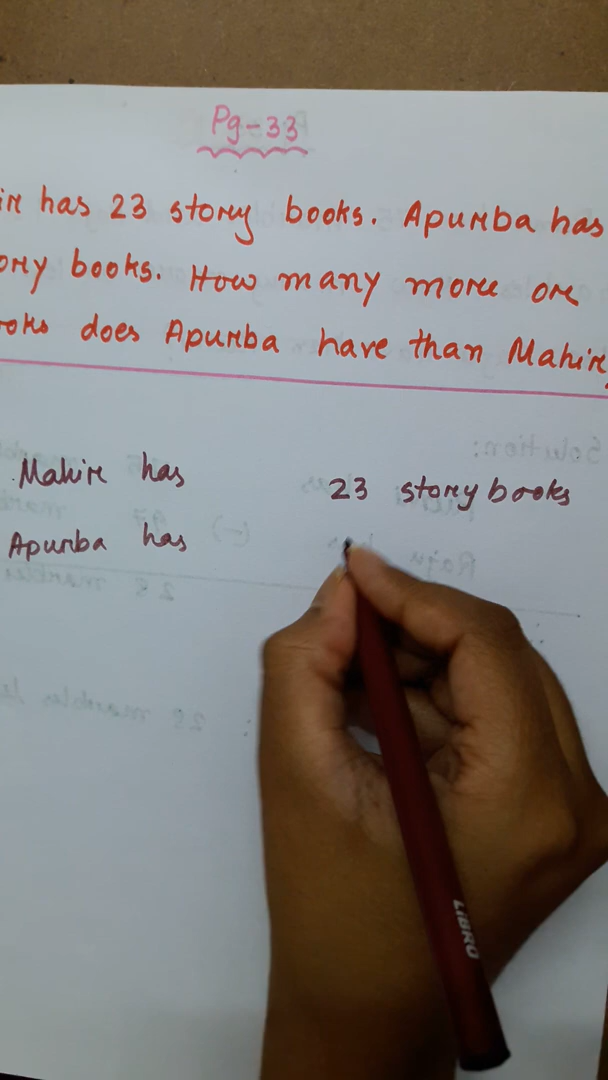 Pg-33
has 23 story books. Apurba has
books. How many more or
does Apurba have than Mahir
Mahir has 23 story books
Apurba has
LIBRO